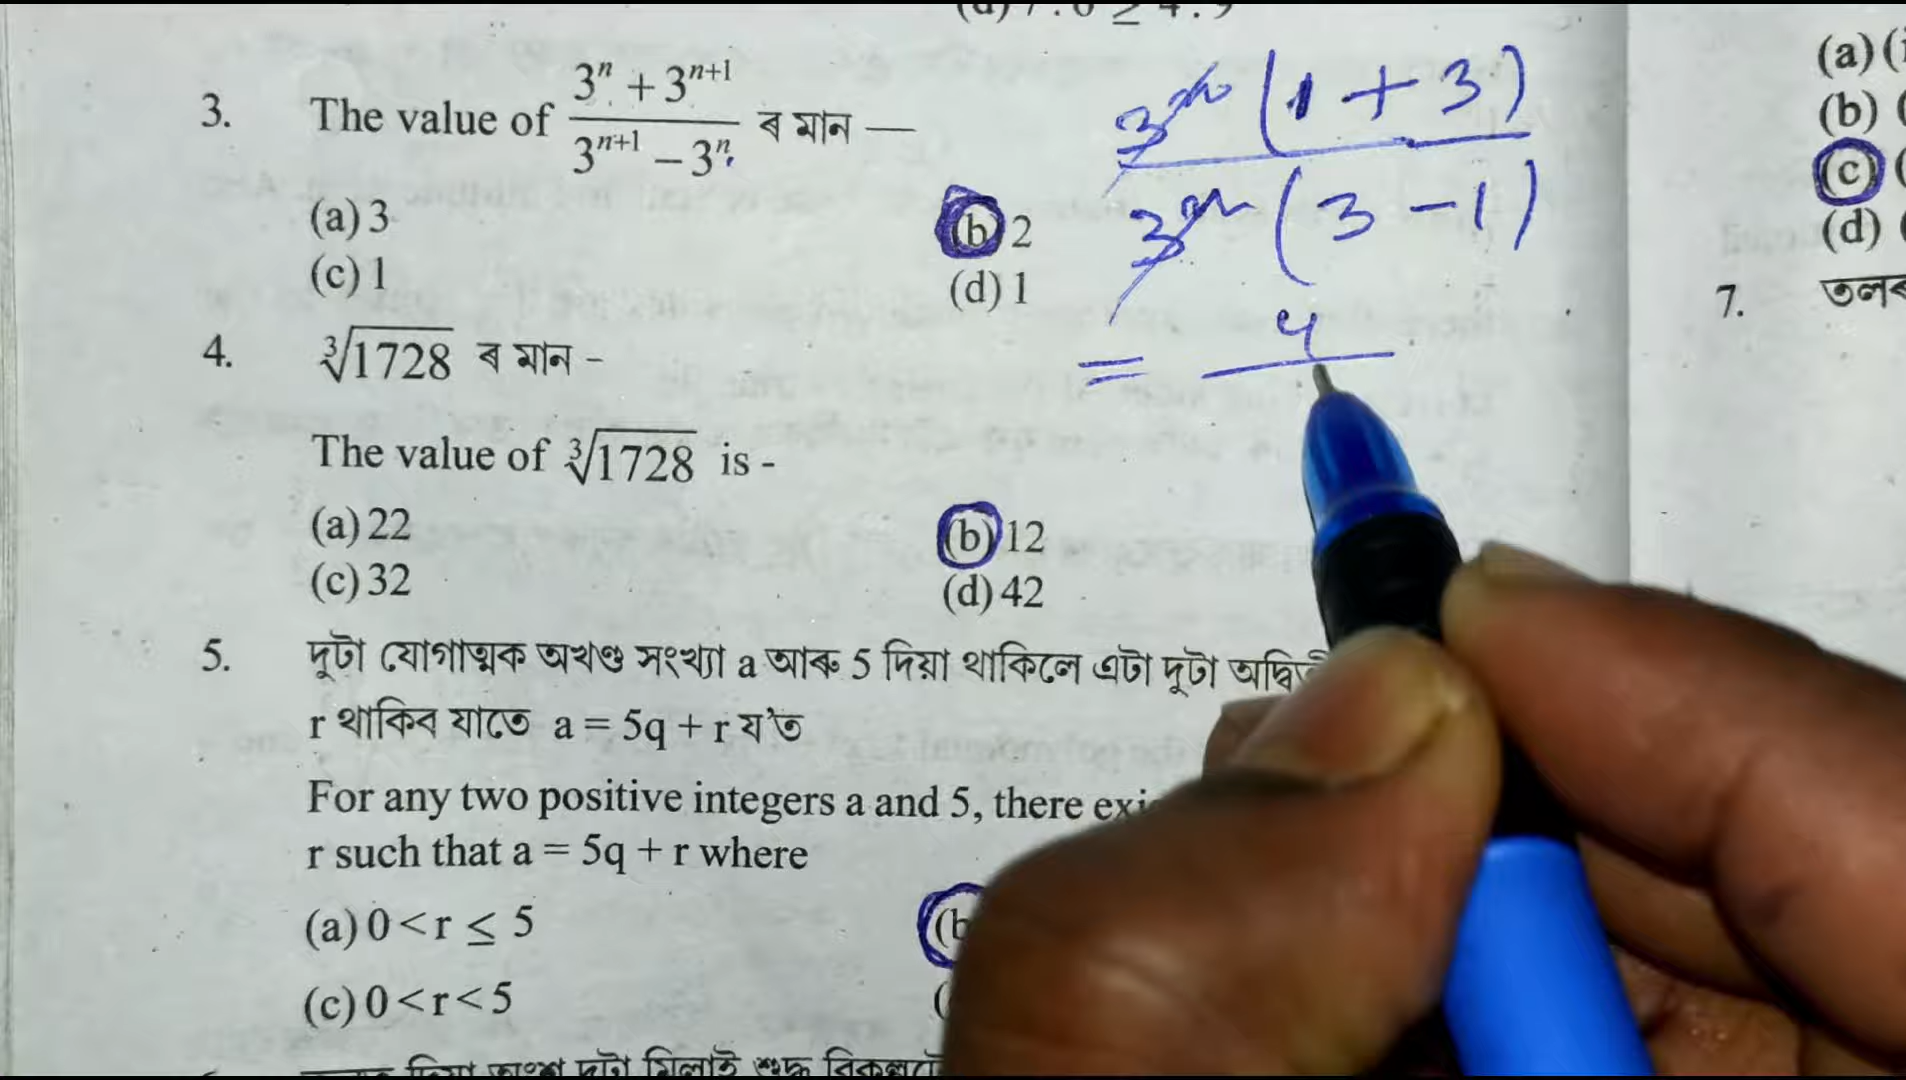 3. The value of (3ⁿ + 3ⁿ⁺¹)/(3ⁿ⁺¹ − 3ⁿ) ৰ মান —
(a) 3 (b) 2
(c) 1 (d) 1
3ⁿ (1 + 3)
3ⁿ (3 − 1)
= 4
4. ∛1728 ৰ মান -
The value of ∛1728 is -
(a) 22 (b) 12
(c) 32 (d) 42
5. দুটা যোগাত্মক অখণ্ড সংখ্যা a আৰু 5 দিয়া থাকিলে এটা দুটা
r থাকিব যাতে a = 5q + r য'ত
For any two positive integers a and 5, there
r such that a = 5q + r where
(a) 0 < r ≤ 5 (b
(c) 0 < r < 5 (
(a) (
(b) (
(c) (
(d) (
7.